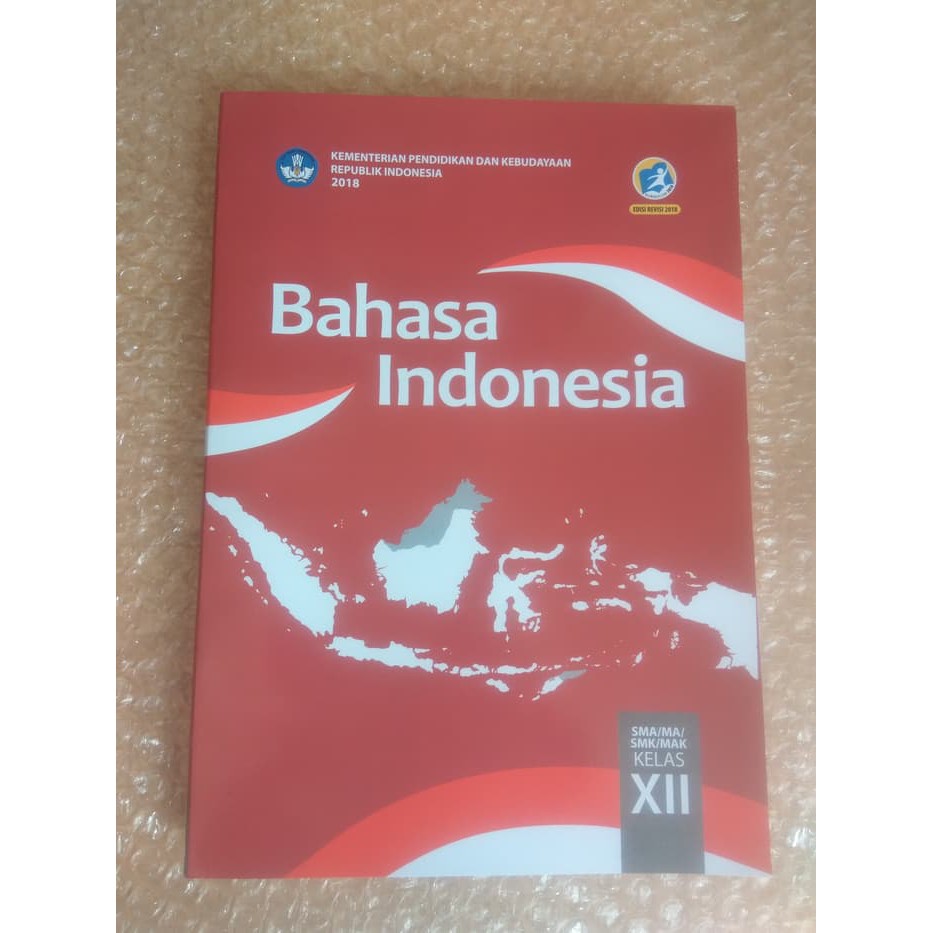 KEMENTERIAN PENDIDIKAN DAN KEBUDAYAAN
REPUBLIK INDONESIA
2018
EDISI REVISI 2018
Bahasa
Indonesia
SMA/MA/
SMK/MAK
KELAS
XII